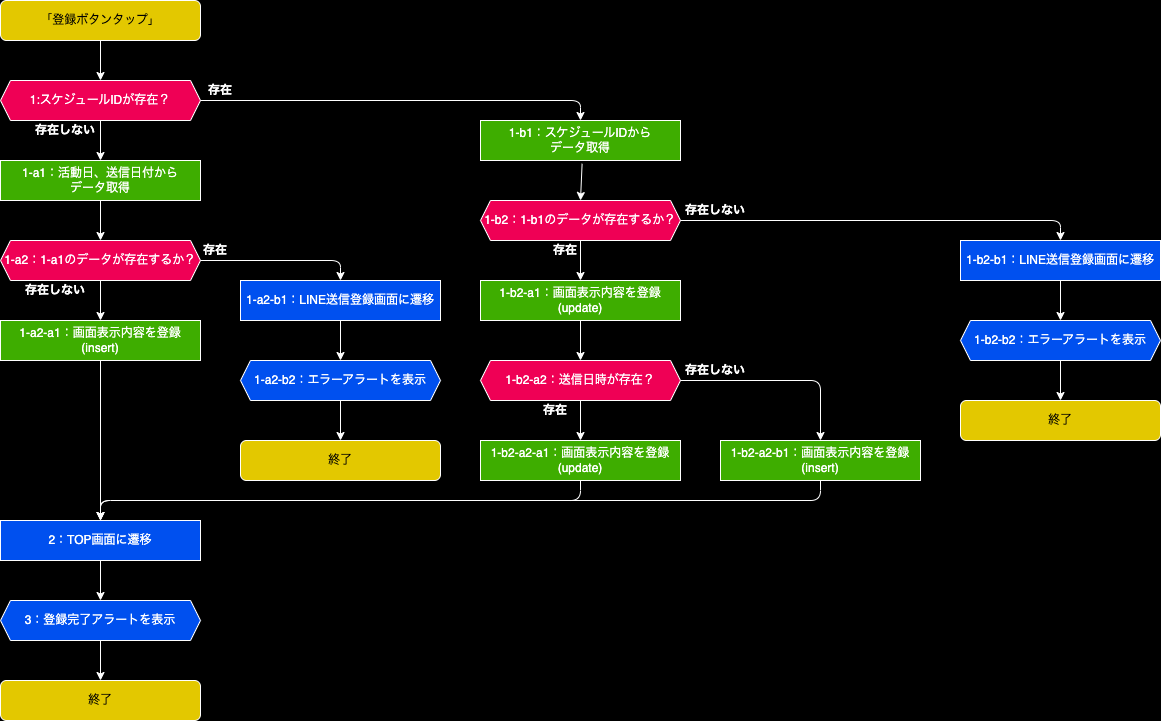 「登録ボタンタップ」
1:スケジュールIDが存在？
存在
存在しない
1-b1：スケジュールIDから
データ取得
1-a1：活動日、送信日付から
データ取得
1-b2：1-b1のデータが存在するか？
存在しない
存在
1-a2：1-a1のデータが存在するか？
存在
存在しない
1-b2-b1：LINE送信登録画面に遷移
1-a2-b1：LINE送信登録画面に遷移
1-b2-a1：画面表示内容を登録
(update)
1-a2-a1：画面表示内容を登録
(insert)
1-b2-b2：エラーアラートを表示
1-a2-b2：エラーアラートを表示
1-b2-a2：送信日時が存在？
存在しない
存在
終了
終了
1-b2-a2-a1：画面表示内容を登録
(update)
1-b2-a2-b1：画面表示内容を登録
(insert)
2：TOP画面に遷移
3：登録完了アラートを表示
終了